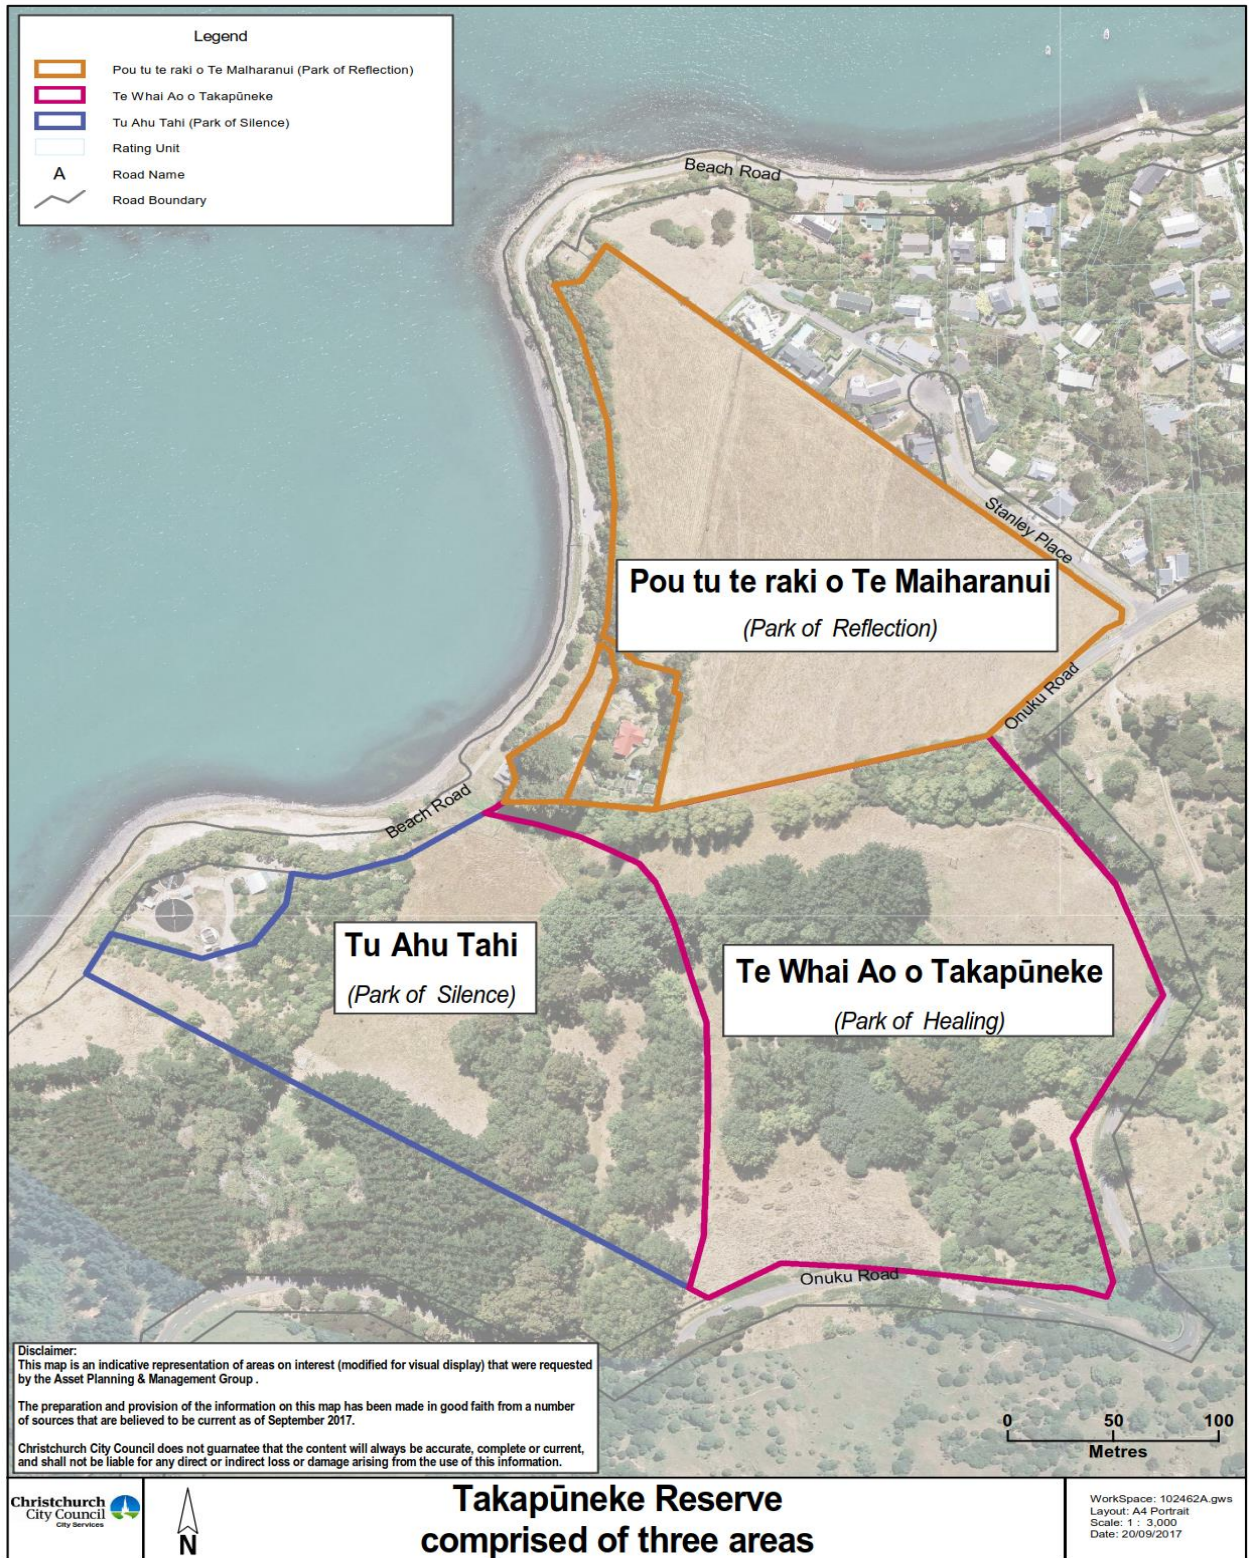 Legend
Pou tu te raki o Te Malharanui (Park of Reflection)
Te Whai Ao o Takapūneke
Tu Ahu Tahi (Park of Silence)
Rating Unit
A Road Name
Road Boundary
Beach Road
Stanley Place
Pou tu te raki o Te Maiharanui
(Park of Reflection)
Onuku Road
Beach Road
Tu Ahu Tahi
(Park of Silence)
Te Whai Ao o Takapūneke
(Park of Healing)
Onuku Road
Disclaimer:
This map is an indicative representation of areas on interest (modified for visual display) that were requested
by the Asset Planning & Management Group .
The preparation and provision of the information on this map has been made in good faith from a number
of sources that are believed to be current as of September 2017.
Christchurch City Council does not guarnatee that the content will always be accurate, complete or current,
and shall not be liable for any direct or indirect loss or damage arising from the use of this information.
0 50 100
Metres
Christchurch
City Council
City Services
N
Takapūneke Reserve
comprised of three areas
WorkSpace: 102462A.gws
Layout: A4 Portrait
Scale: 1 : 3,000
Date: 20/09/2017